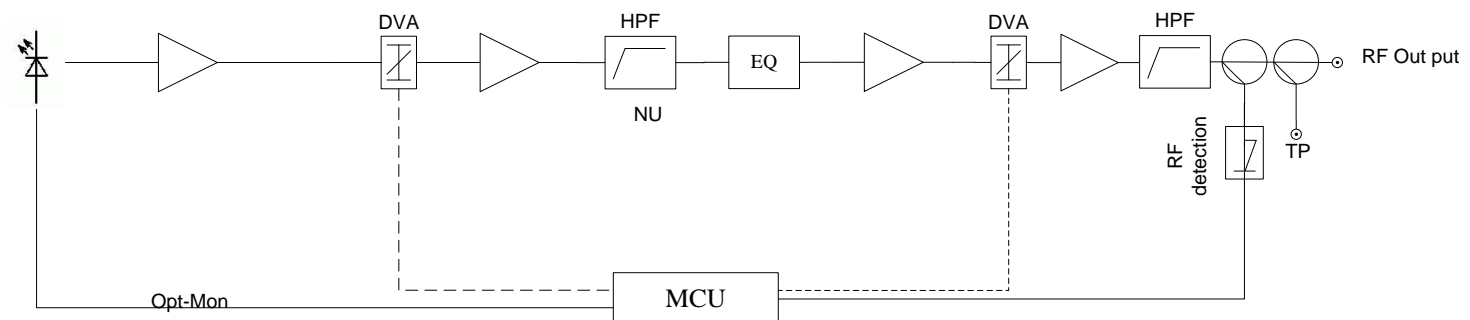 DVA
HPF
DVA
HPF
EQ
RF Out put
NU
RF
detection
TP
Opt-Mon
MCU